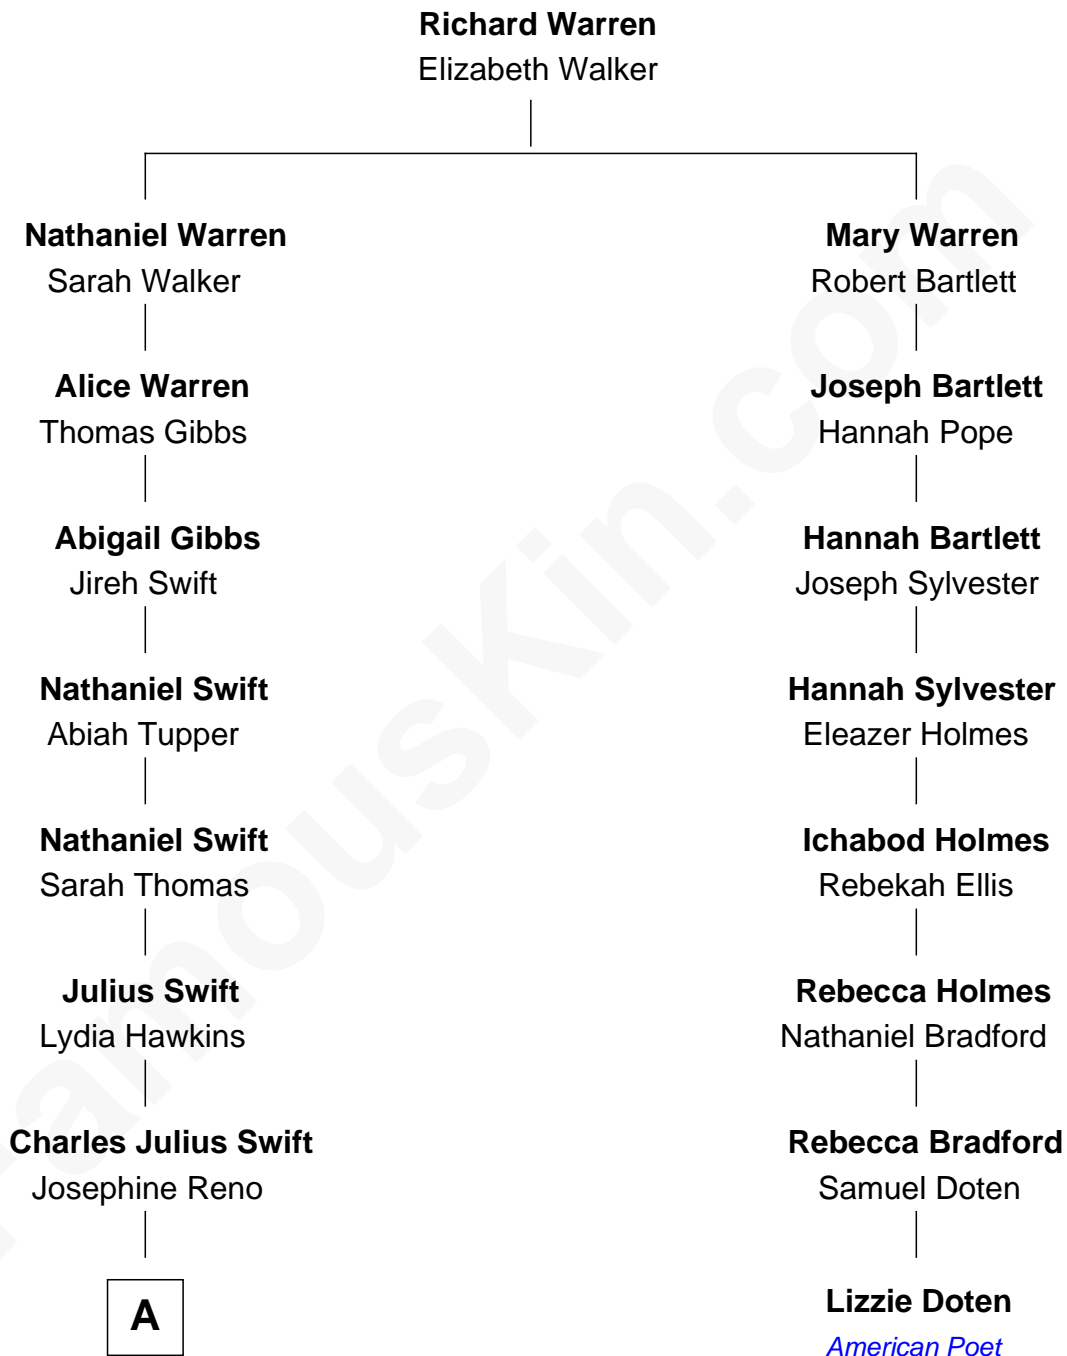 Richard Warren
Elizabeth Walker
Nathaniel Warren
Sarah Walker
Mary Warren
Robert Bartlett
Alice Warren
Thomas Gibbs
Joseph Bartlett
Hannah Pope
Abigail Gibbs
Jireh Swift
Hannah Bartlett
Joseph Sylvester
Nathaniel Swift
Abiah Tupper
Hannah Sylvester
Eleazer Holmes
Nathaniel Swift
Sarah Thomas
Ichabod Holmes
Rebekah Ellis
Julius Swift
Lydia Hawkins
Rebecca Holmes
Nathaniel Bradford
Charles Julius Swift
Josephine Reno
Rebecca Bradford
Samuel Doten
A
Lizzie Doten
American Poet
FamousKin.com